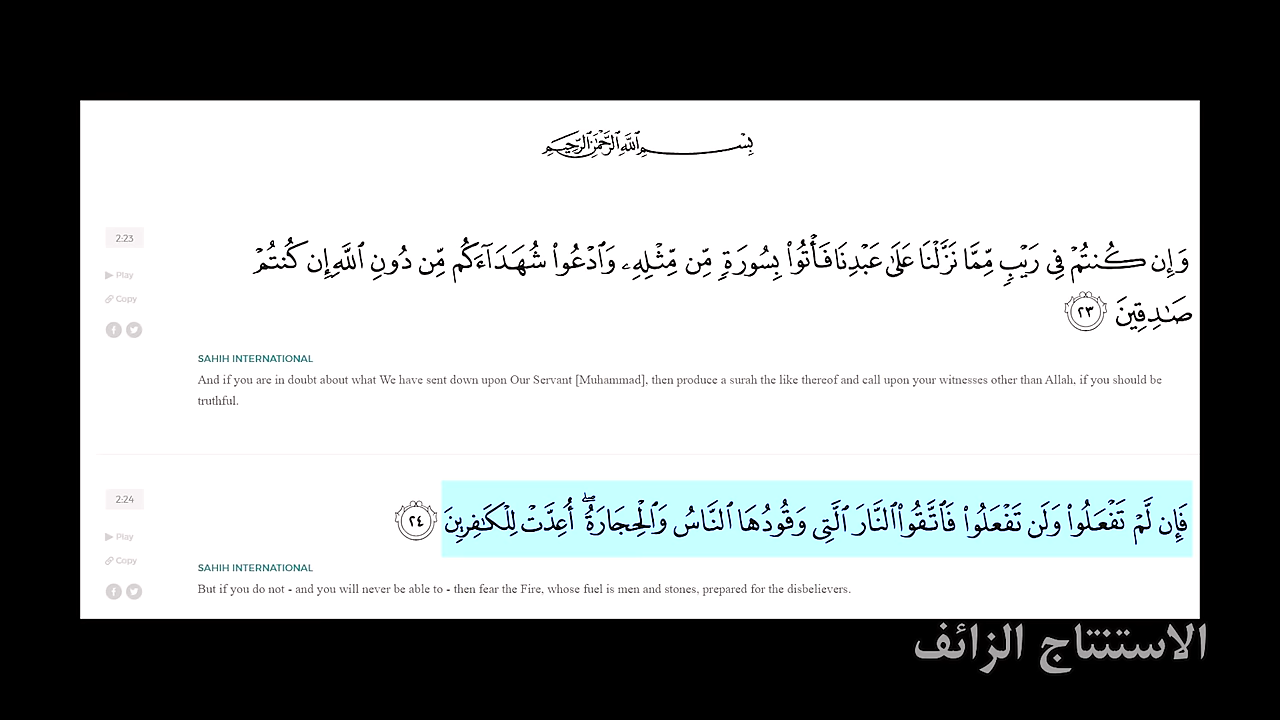 بِسْمِ ٱللَّهِ ٱلرَّحْمَٰنِ ٱلرَّحِيمِ
2:23
Play
Copy
وَإِن كُنتُمْ فِى رَيْبٍ مِّمَّا نَزَّلْنَا عَلَىٰ عَبْدِنَا فَأْتُوا۟ بِسُورَةٍ مِّن مِّثْلِهِۦ وَٱدْعُوا۟ شُهَدَآءَكُم مِّن دُونِ ٱللَّهِ إِن كُنتُمْ
صَـٰدِقِينَ ٢٣
SAHIH INTERNATIONAL
And if you are in doubt about what We have sent down upon Our Servant [Muhammad], then produce a surah the like thereof and call upon your witnesses other than Allah, if you should be
truthful.
2:24
Play
Copy
فَإِن لَّمْ تَفْعَلُوا۟ وَلَن تَفْعَلُوا۟ فَٱتَّقُوا۟ ٱلنَّارَ ٱلَّتِى وَقُودُهَا ٱلنَّاسُ وَٱلْحِجَارَةُ ۖ أُعِدَّتْ لِلْكَـٰفِرِينَ ٢٤
SAHIH INTERNATIONAL
But if you do not - and you will never be able to - then fear the Fire, whose fuel is men and stones, prepared for the disbelievers.
الاستنتاج الزائف